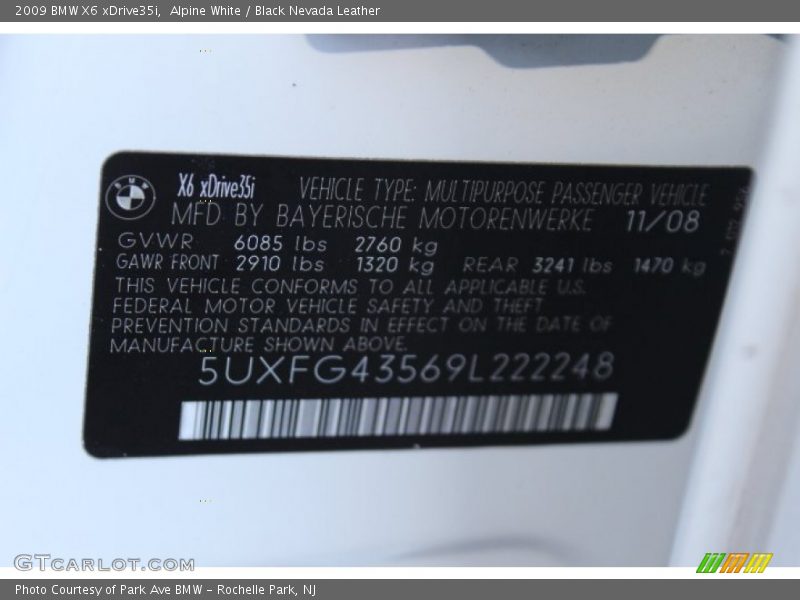 2009 BMW X6 xDrive35i,  Alpine White / Black Nevada Leather
BMW
X6 xDrive35i VEHICLE TYPE: MULTIPURPOSE PASSENGER VEHICLE
MFD BY BAYERISCHE MOTORENWERKE 11/08
GVWR 6085 lbs 2760 kg
GAWR FRONT 2910 lbs 1320 kg REAR 3241 lbs 1470 kg
THIS VEHICLE CONFORMS TO ALL APPLICABLE U.S.
FEDERAL MOTOR VEHICLE SAFETY AND THEFT
PREVENTION STANDARDS IN EFFECT ON THE DATE OF
MANUFACTURE SHOWN ABOVE.
5UXFG43569L222248
GTCARLOT.COM
Photo Courtesy of Park Ave BMW - Rochelle Park, NJ